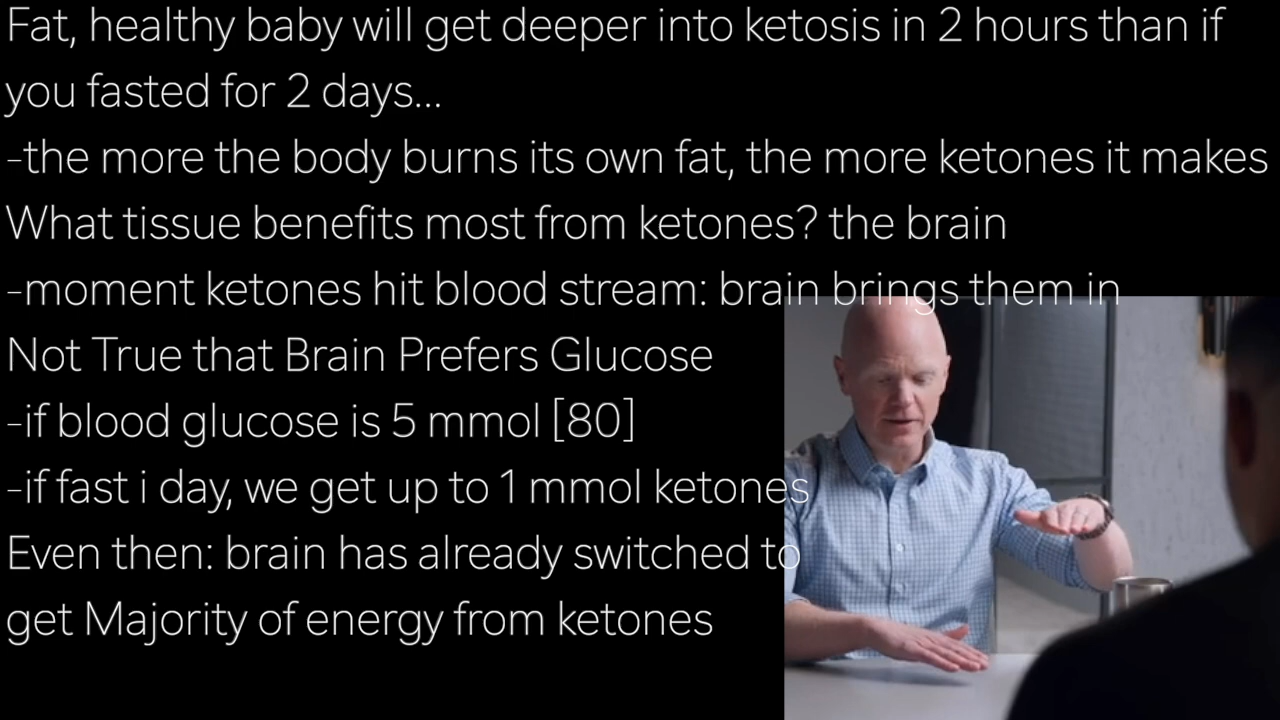 Fat, healthy baby will get deeper into ketosis in 2 hours than if
you fasted for 2 days...
-the more the body burns its own fat, the more ketones it makes
What tissue benefits most from ketones? the brain
-moment ketones hit blood stream: brain brings them in
Not True that Brain Prefers Glucose
-if blood glucose is 5 mmol [80]
-if fast i day, we get up to 1 mmol ketones
Even then: brain has already switched to
get Majority of energy from ketones